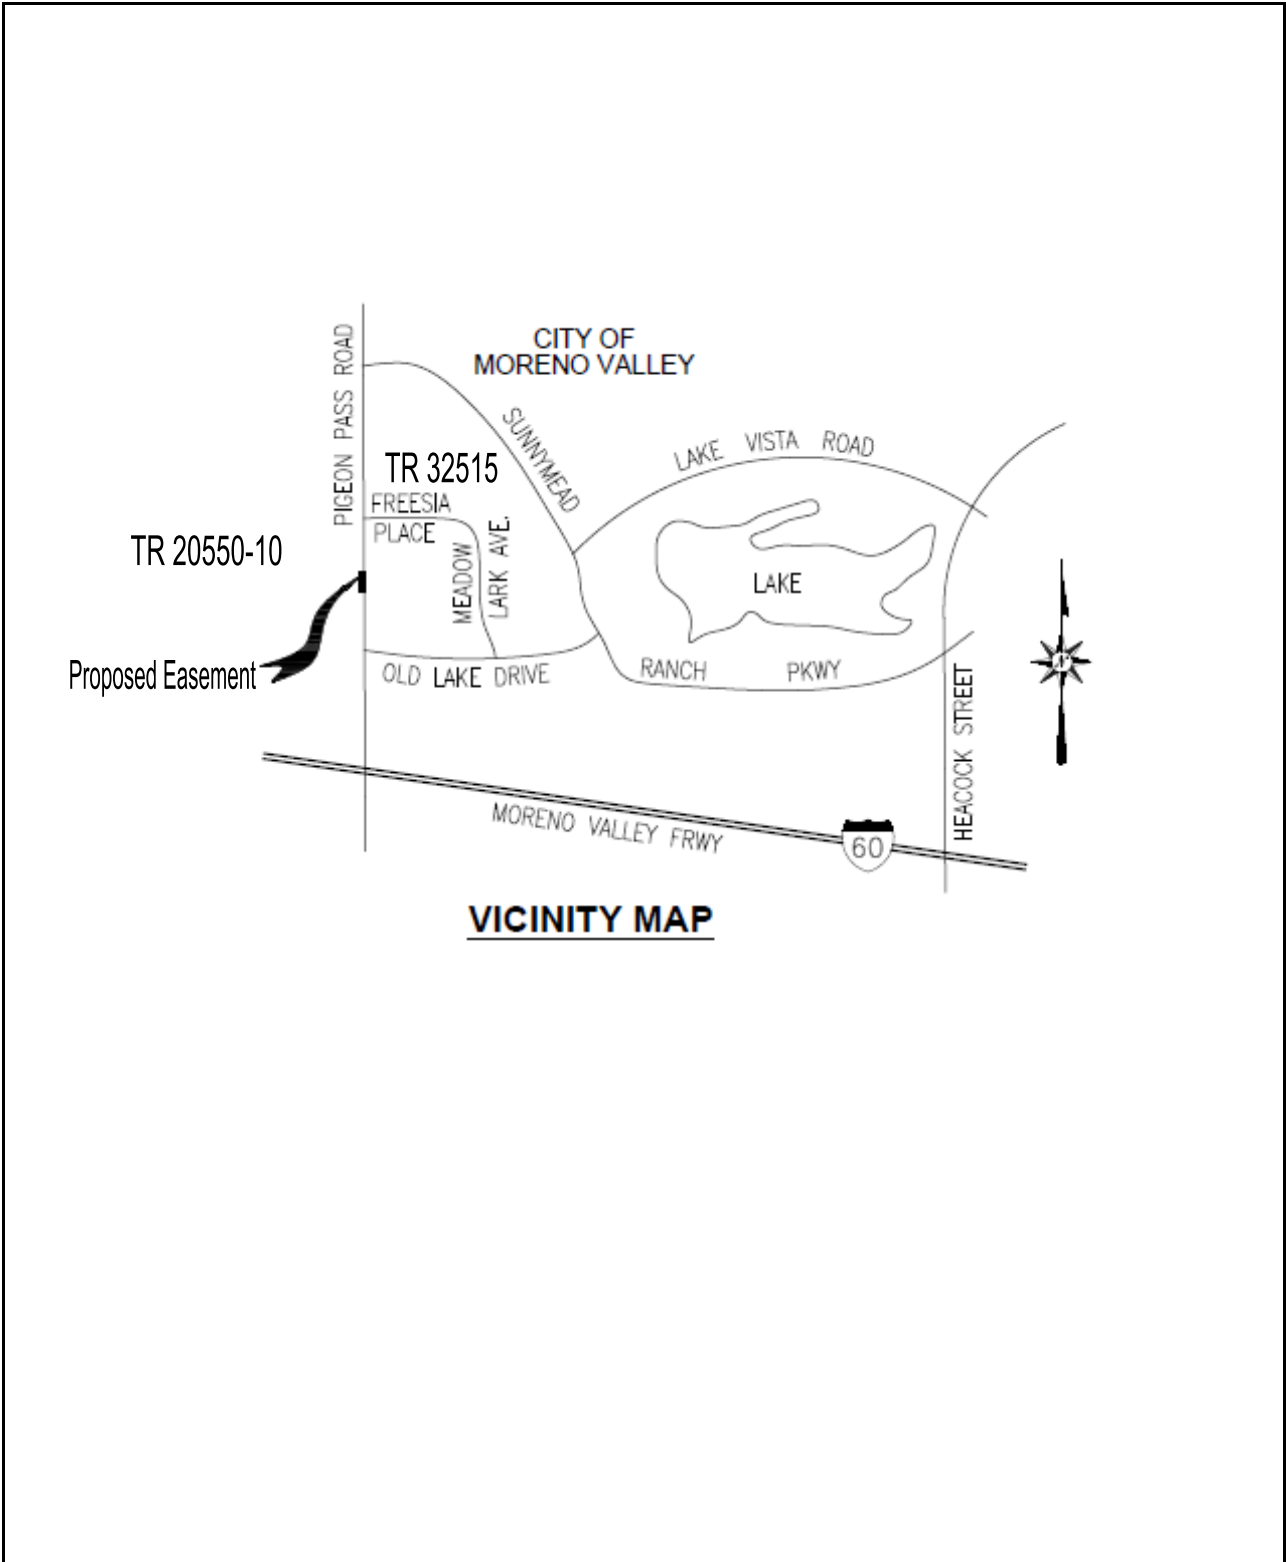 CITY OF
MORENO VALLEY
PIGEON PASS ROAD
SUNNYMEAD
LAKE VISTA ROAD
TR 32515
FREESIA
PLACE
MEADOW
LARK AVE.
TR 20550-10
LAKE
Proposed Easement
OLD LAKE DRIVE
RANCH PKWY
N
HEACOCK STREET
MORENO VALLEY FRWY
60
VICINITY MAP